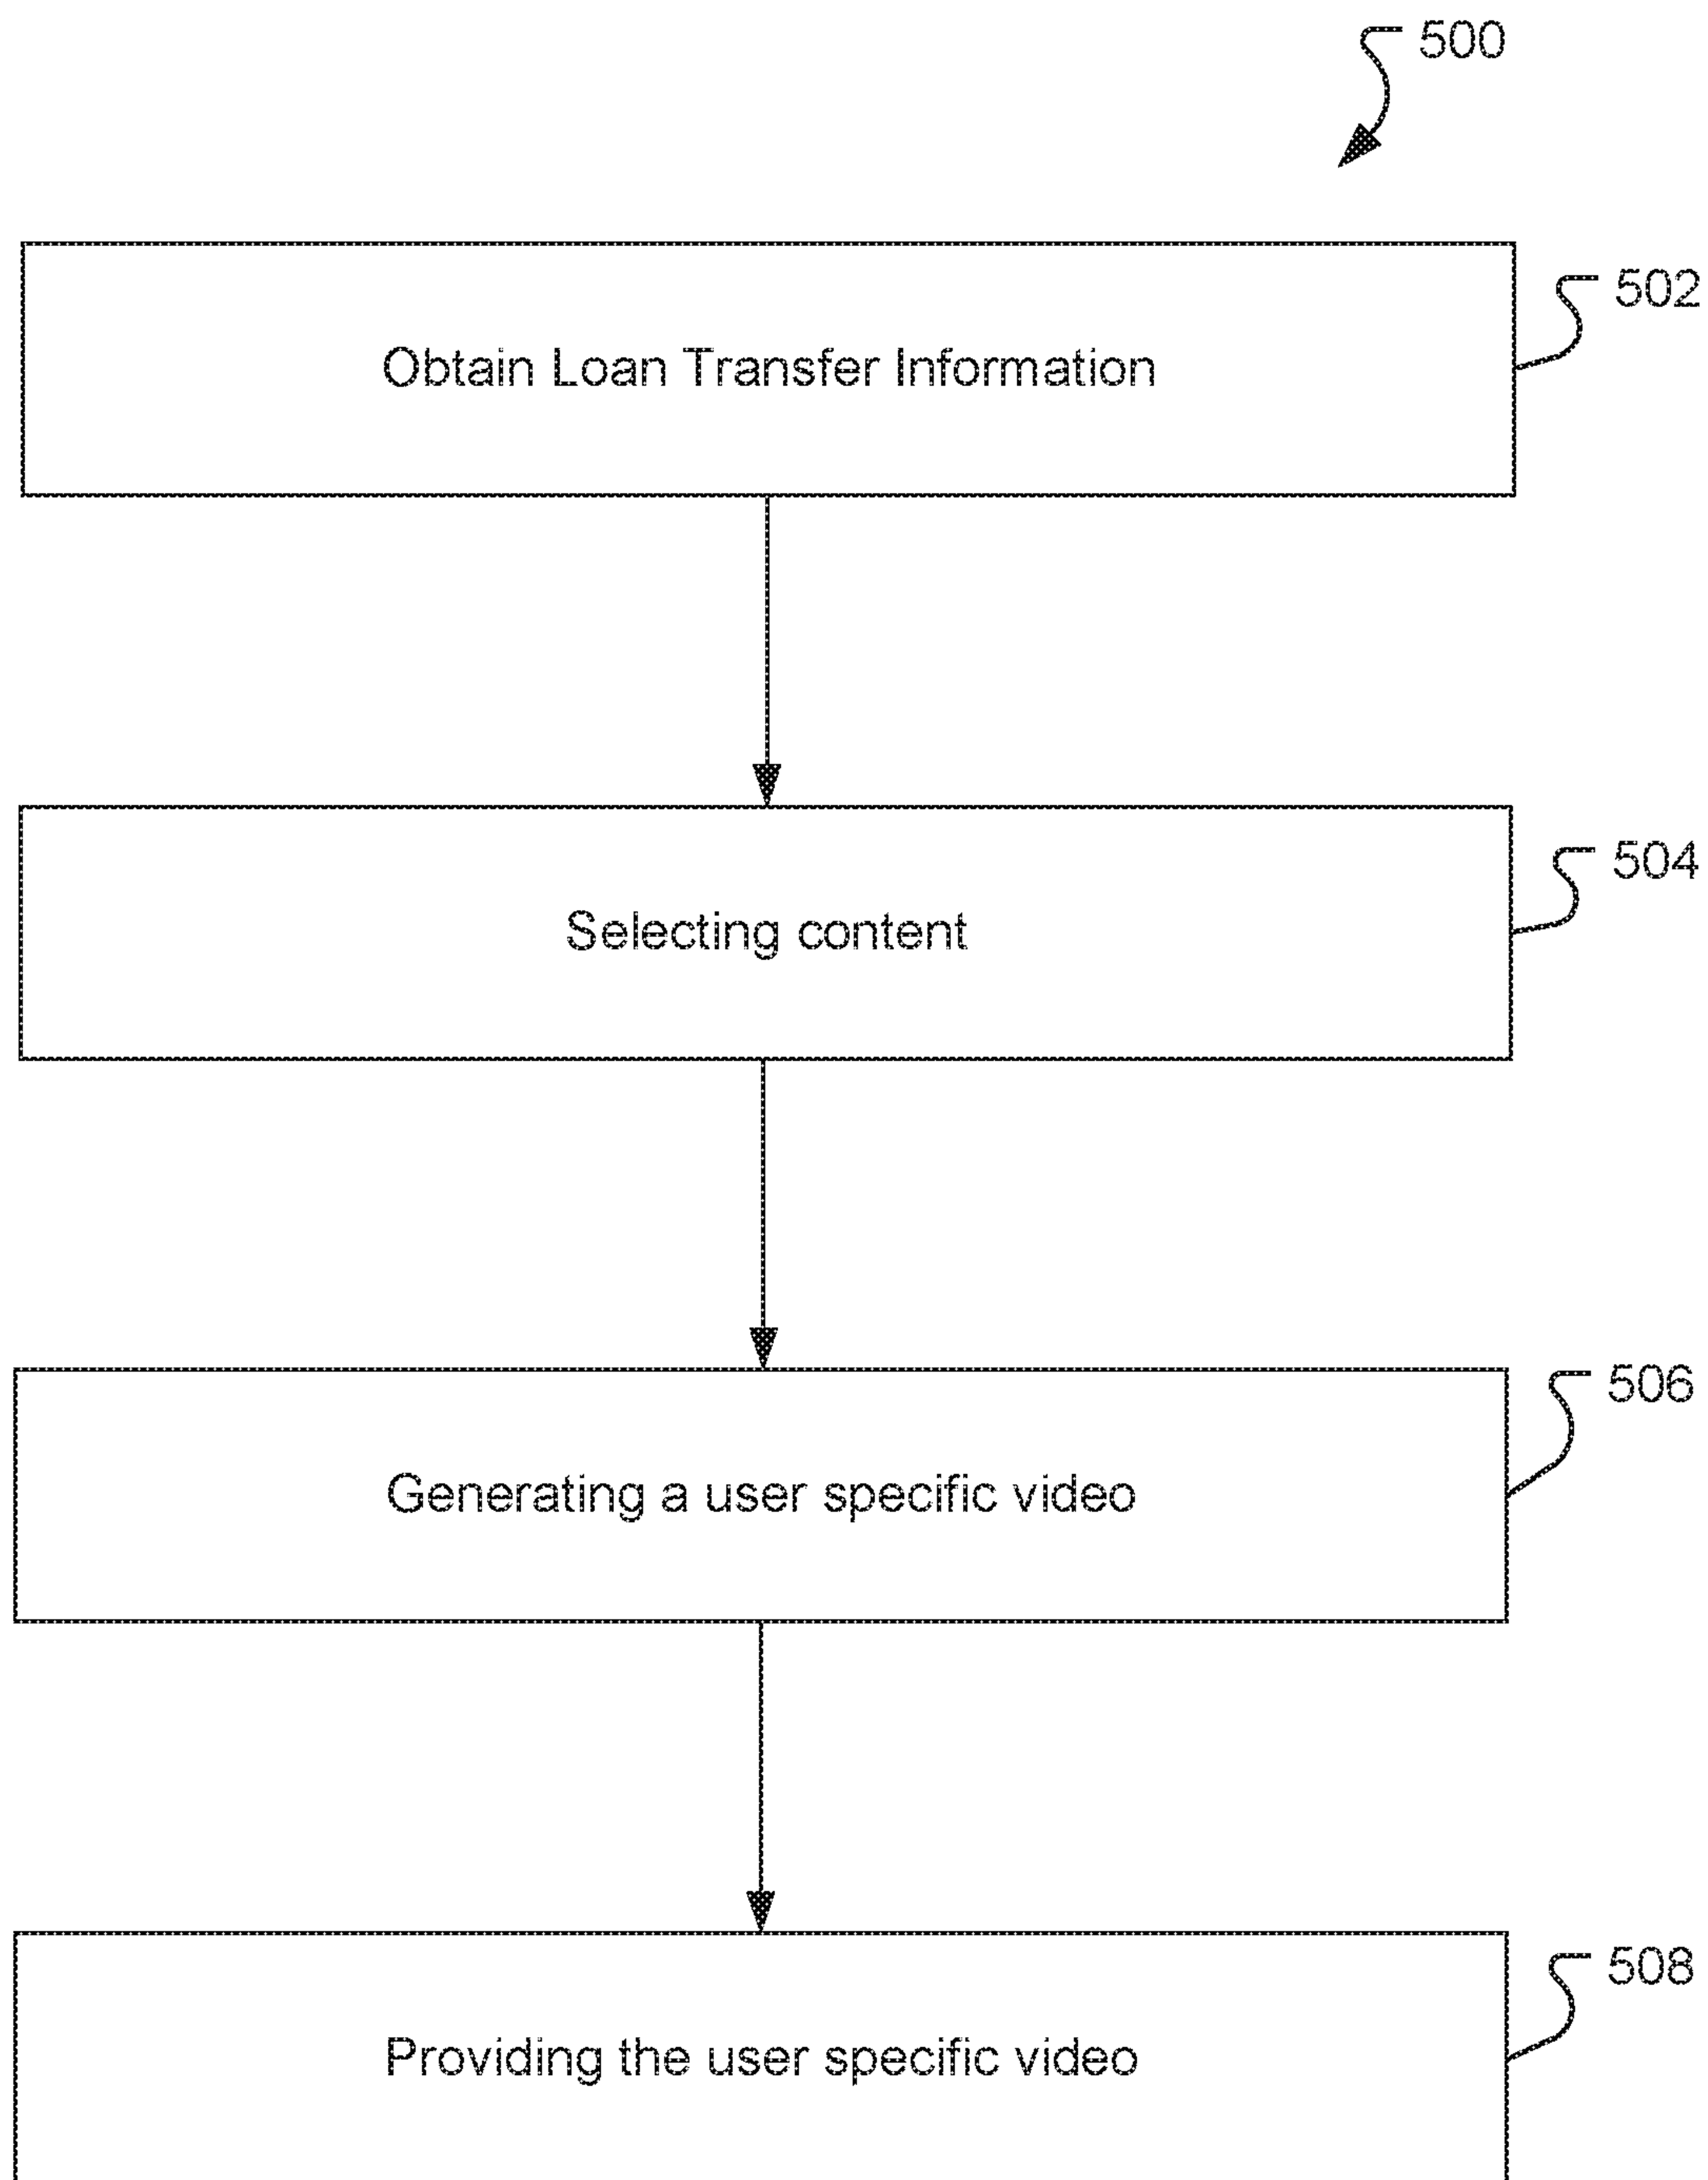 500
Obtain Loan Transfer Information
502
Selecting content
504
Generating a user specific video
506
Providing the user specific video
508